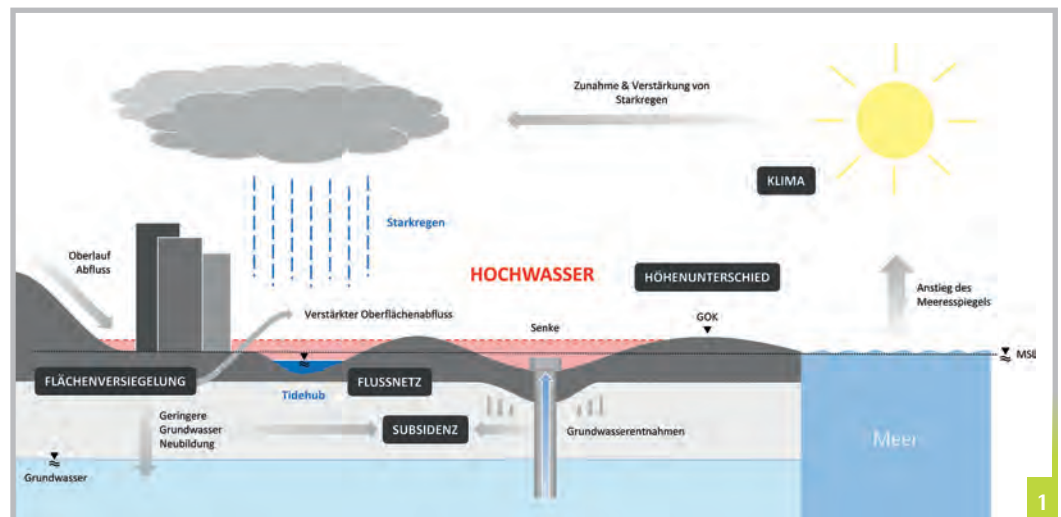 Zunahme & Verstärkung von
Starkregen
KLIMA
Starkregen
Oberlauf
Abfluss
HOCHWASSER
HÖHENUNTERSCHIED
Anstieg des
Meeresspiegels
Verstärkter Oberflächenabfluss
Senke
GOK
FLÄCHENVERSIEGELUNG
Tidehub
FLUSSNETZ
Geringere
Grundwasser
Neubildung
SUBSIDENZ
Grundwasserentnahmen
Meer
Grundwasser
1